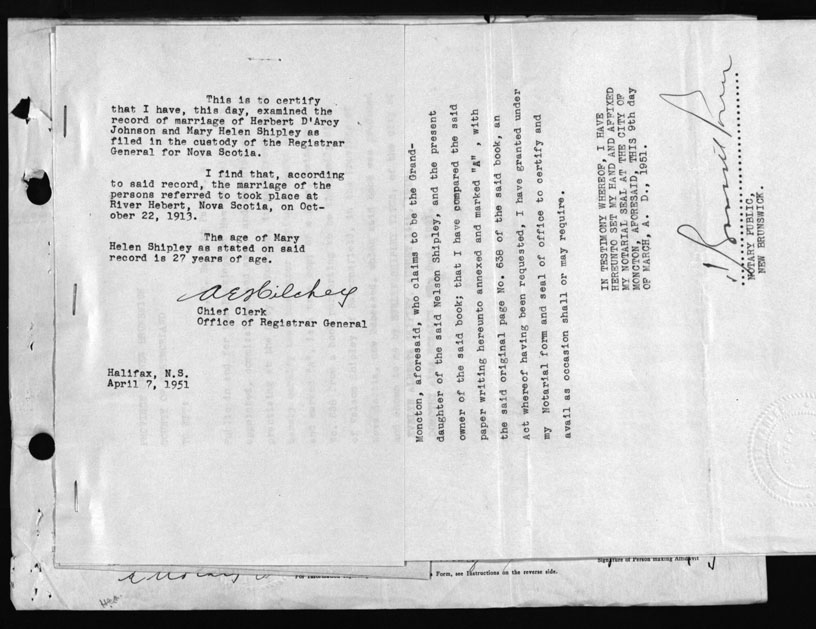 This is to certify
that I have, this day, examined the
record of marriage of Herbert D'Arcy
Johnson and Mary Helen Shipley as
filed in the custody of the Registrar
General for Nova Scotia.
I find that, according
to said record, the marriage of the
persons referred to took place at
River Hebert, Nova Scotia, on Oct-
ober 22, 1913.
The age of Mary
Helen Shipley as stated on said
record is 27 years of age.
Chief Clerk
Office of Registrar General
Halifax, N.S.
April 7, 1951
Moncton, aforesaid, who claims to be the Grand-
daughter of the said Nelson Shipley, and the present
owner of the said book; that I have compared the said
paper writing hereunto annexed and marked "A" , with
the said original page No. 638 of the said book, an
Act whereof having been requested, I have granted under
my Notarial form and seal of office to certify and
avail as occasion shall or may require.
IN TESTIMONY WHEREOF, I HAVE
HEREUNTO SET MY HAND AND AFFIXED
MY NOTARIAL SEAL AT THE CITY OF
MONCTON, AFORESAID, THIS 9th day
OF MARCH, A. D., 1951.
NOTARY PUBLIC,
NEW BRUNSWICK.
Signature of Person making Affidavit
Form, see Instructions on the reverse side.